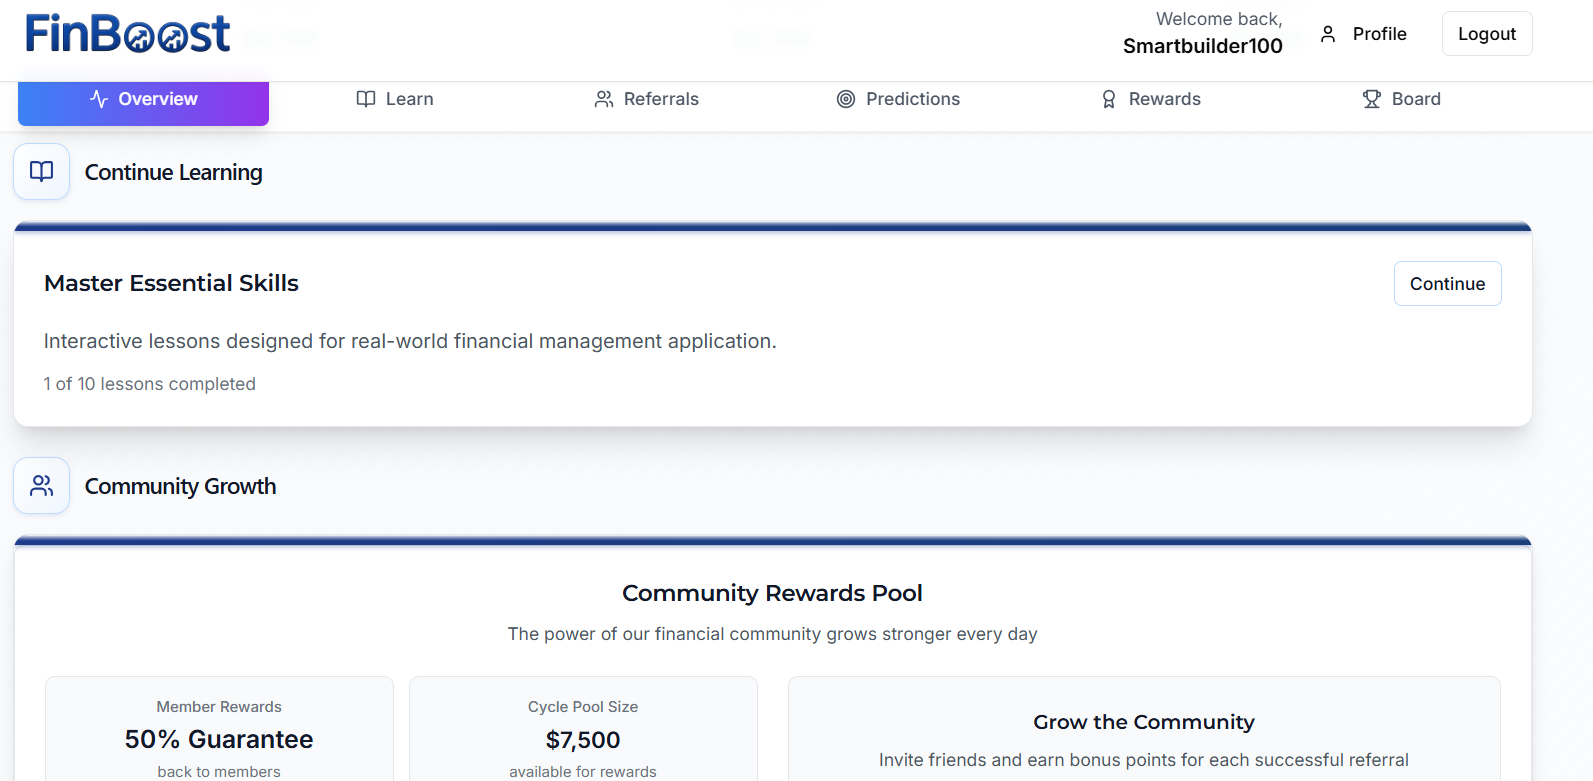 FinBoost
Welcome back,
Smartbuilder100
Profile
Logout
Overview
Learn
Referrals
Predictions
Rewards
Board
Continue Learning
Master Essential Skills
Continue
Interactive lessons designed for real-world financial management application.
1 of 10 lessons completed
Community Growth
Community Rewards Pool
The power of our financial community grows stronger every day
Member Rewards
50% Guarantee
back to members
Cycle Pool Size
$7,500
available for rewards
Grow the Community
Invite friends and earn bonus points for each successful referral